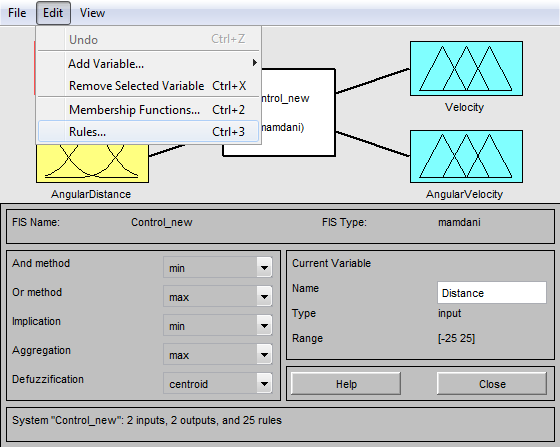 File Edit View
Undo Ctrl+Z
Add Variable...
Remove Selected Variable Ctrl+X
Membership Functions... Ctrl+2
Rules... Ctrl+3
ntrol_new
mamdani)
Velocity
AngularDistance
AngularVelocity
FIS Name: Control_new FIS Type: mamdani
And method min
Or method max
Implication min
Aggregation max
Defuzzification centroid
Current Variable
Name Distance
Type input
Range [-25 25]
Help Close
System "Control_new": 2 inputs, 2 outputs, and 25 rules